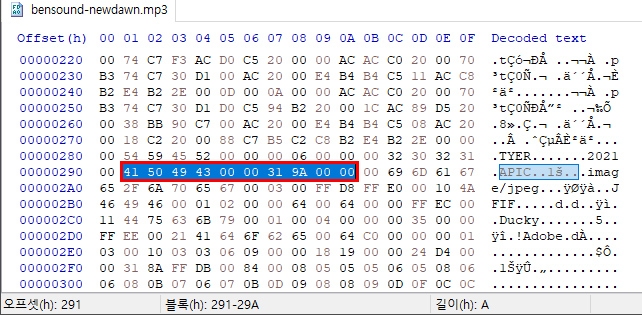 bensound-newdawn.mp3
Offset(h) 00 01 02 03 04 05 06 07 08 09 0A 0B 0C 0D 0E 0F Decoded text
00000220 00 74 C7 F3 AC D0 C5 20 00 00 AC C0 20 00 70 .tÇó¬ÐÅ ..¬À .p
00000230 B3 74 C7 30 D1 00 AC 20 00 E4 B4 B4 C5 11 AC C8 ³tÇ0Ñ.¬ .ä´´Å.¬È
00000240 B2 E4 B2 2E 00 0D 00 0A 00 00 AC AC C0 20 00 70 ²ä².......¬¬À .p
00000250 B3 74 C7 30 D1 D0 C5 94 B2 20 00 1C AC 89 D5 20 ³tÇ0ÑÐÅ”² ..¬‰Õ
00000260 00 38 BB 90 C7 00 AC 20 00 E4 B4 B4 C5 08 AC 20 .8».Ç.¬ .ä´´Å.¬
00000270 00 18 C2 20 00 88 C7 B5 C2 C8 B2 E4 B2 2E 00 00 ..Â .ˆÇµÂÈ²ä²...
00000280 00 54 59 45 52 00 00 00 06 00 00 00 32 30 32 31 .TYER.......2021
00000290 00 41 50 49 43 00 00 31 9A 00 00 00 69 6D 61 67 .APIC..1š...imag
000002A0 65 2F 6A 70 65 67 00 03 00 FF D8 FF E0 00 10 4A e/jpeg...ÿØÿà..J
000002B0 46 49 46 00 01 02 00 00 64 00 64 00 00 FF EC 00 FIF.....d.d..ÿì.
000002C0 11 44 75 63 6B 79 00 01 00 04 00 00 00 35 00 00 .Ducky.......5..
000002D0 FF EE 00 21 41 64 6F 62 65 00 64 C0 00 00 00 01 ÿî.!Adobe.dÀ....
000002E0 03 00 10 03 03 06 09 00 00 18 19 00 00 24 D4 00 .............$Ô.
000002F0 00 31 8A FF DB 00 84 00 08 05 05 05 06 05 08 06 .1ŠÿÛ.„.........
00000300 06 08 0B 07 06 07 0B 0D 09 08 08 09 0D 0F 0C 0C ................
오프셋(h): 291 블록(h): 291-29A 길이(h): A